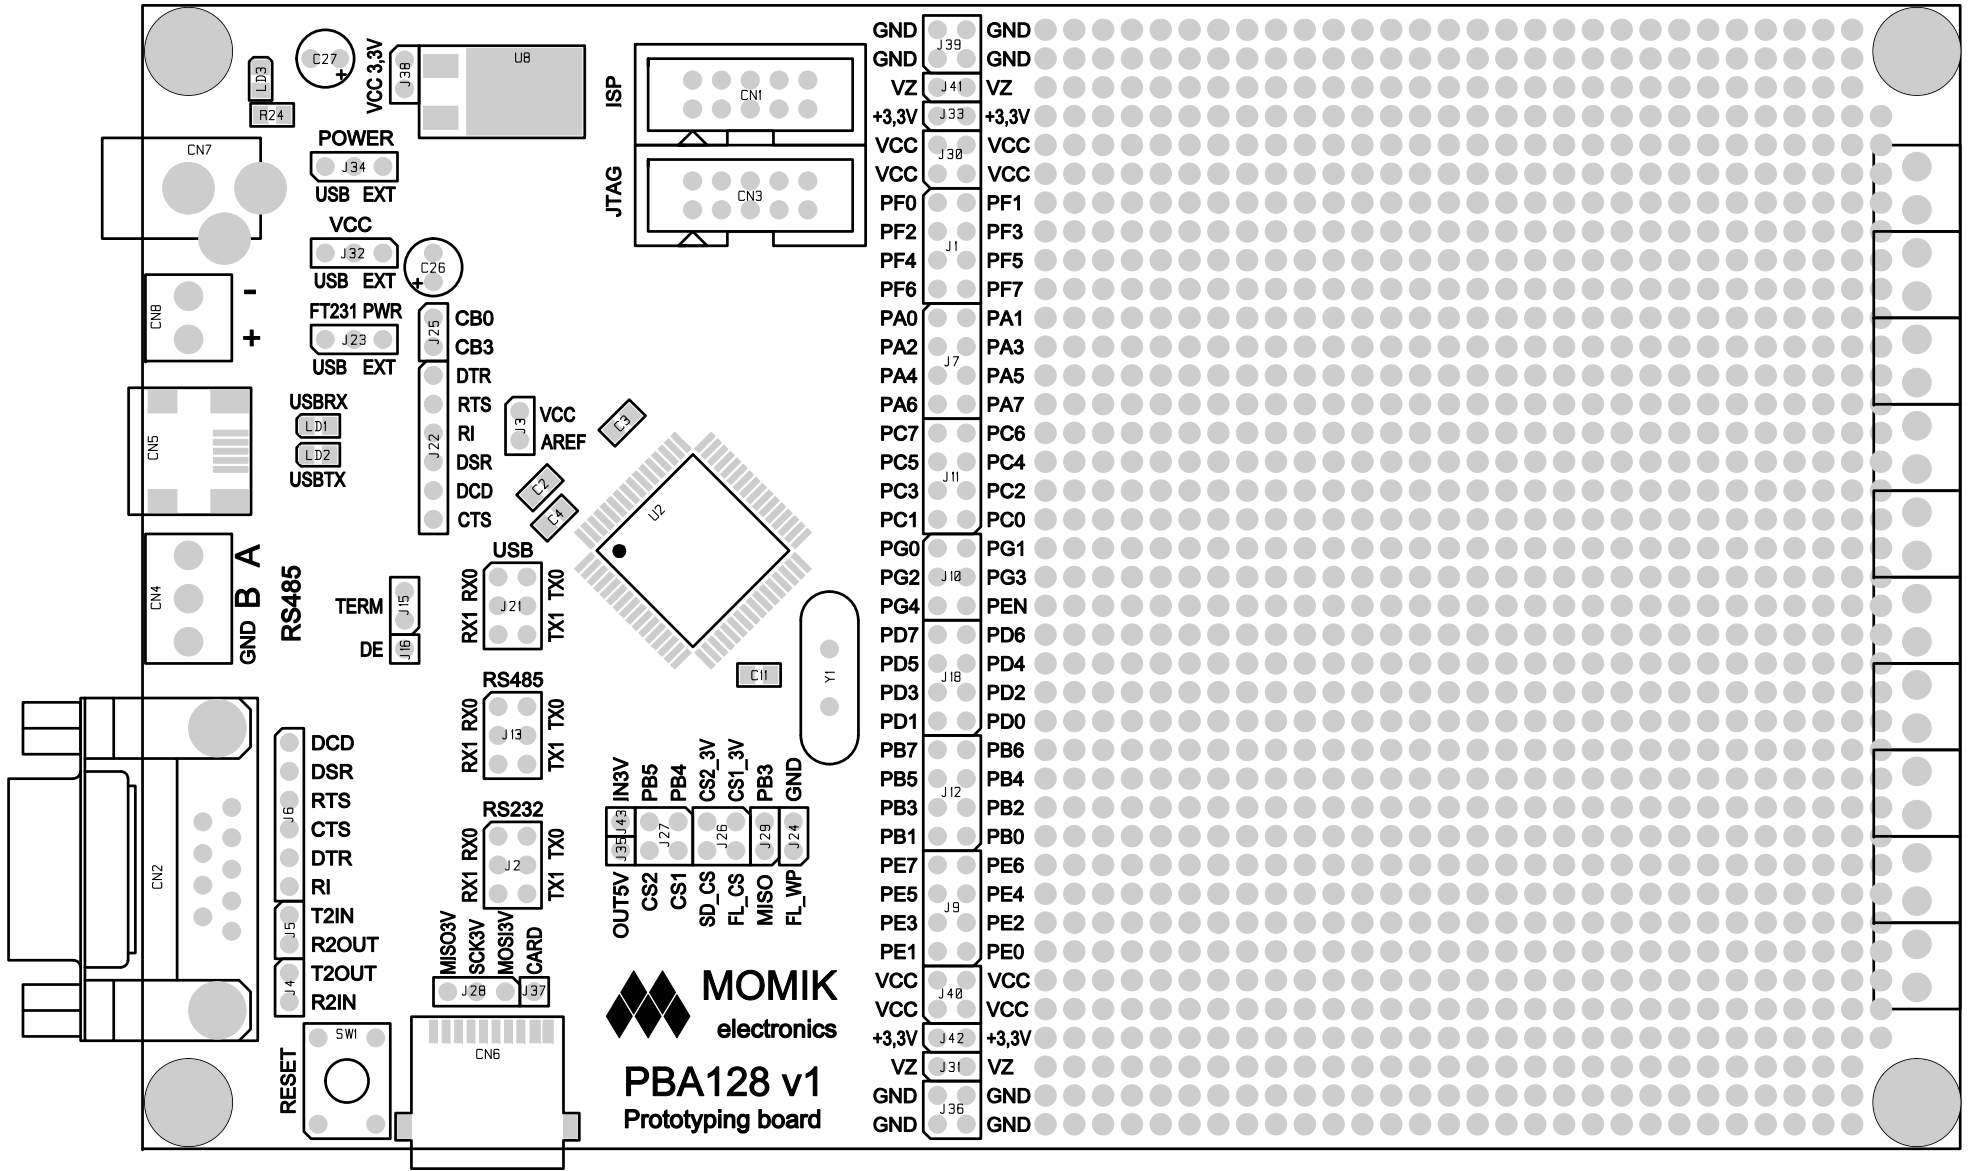 LD3
R24
C27
+
VCC 3,3V
J38
U8
CN7
POWER
J34
USB EXT
VCC
J32
USB EXT
C26
+
CN8
-
+
FT231 PWR
J23
USB EXT
J25
CB0
CB3
J22
DTR
RTS
RI
DSR
DCD
CTS
CN5
USBRX
LD1
LD2
USBTX
J3
VCC
AREF
C3
C2
C4
U2
CN4
A
B
GND
RS485
TERM
J15
DE
J16
USB
RX0
TX0
J21
RX1
TX1
RS485
RX0
TX0
J13
RX1
TX1
RS232
RX0
TX0
J2
RX1
TX1
C11
Y1
CN2
J6
DCD
DSR
RTS
CTS
DTR
RI
J5
T2IN
R2OUT
J4
T2OUT
R2IN
IN3V
PB5
PB4
CS2_3V
CS1_3V
PB3
GND
J43
J35
J27
J26
J29
J24
OUT5V
CS2
CS1
SD_CS
FL_CS
MISO
FL_WP
MISO3V
SCK3V
MOSI3V
CARD
J28
J37
SW1
RESET
CN6
MOMIK
electronics
PBA128 v1
Prototyping board
ISP
CN1
JTAG
CN3
GND J39 GND
GND GND
VZ J41 VZ
+3,3V J33 +3,3V
VCC J30 VCC
VCC VCC
PF0 PF1
PF2 J1 PF3
PF4 PF5
PF6 PF7
PA0 PA1
PA2 J7 PA3
PA4 PA5
PA6 PA7
PC7 PC6
PC5 J11 PC4
PC3 PC2
PC1 PC0
PG0 PG1
PG2 J10 PG3
PG4 PEN
PD7 PD6
PD5 J18 PD4
PD3 PD2
PD1 PD0
PB7 PB6
PB5 J12 PB4
PB3 PB2
PB1 PB0
PE7 PE6
PE5 J9 PE4
PE3 PE2
PE1 PE0
VCC J40 VCC
VCC VCC
+3,3V J42 +3,3V
VZ J31 VZ
GND J36 GND
GND GND